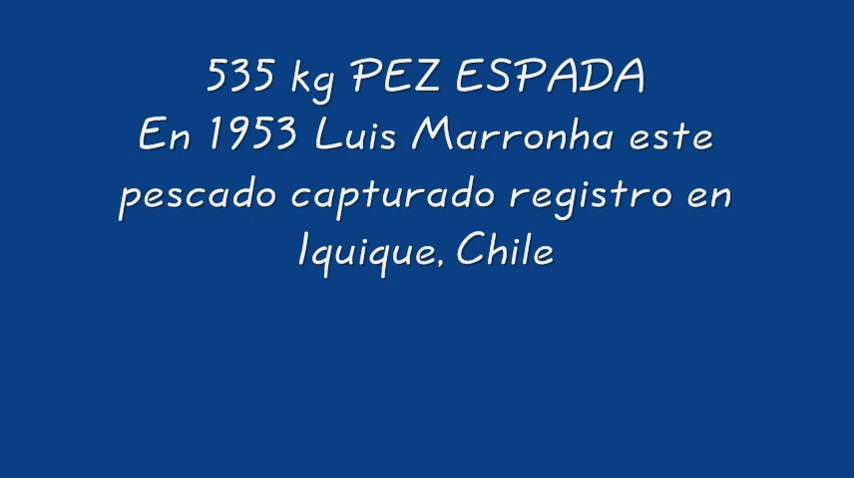 535 kg PEZ ESPADA
En 1953 Luis Marronha este
pescado capturado registro en
Iquique, Chile